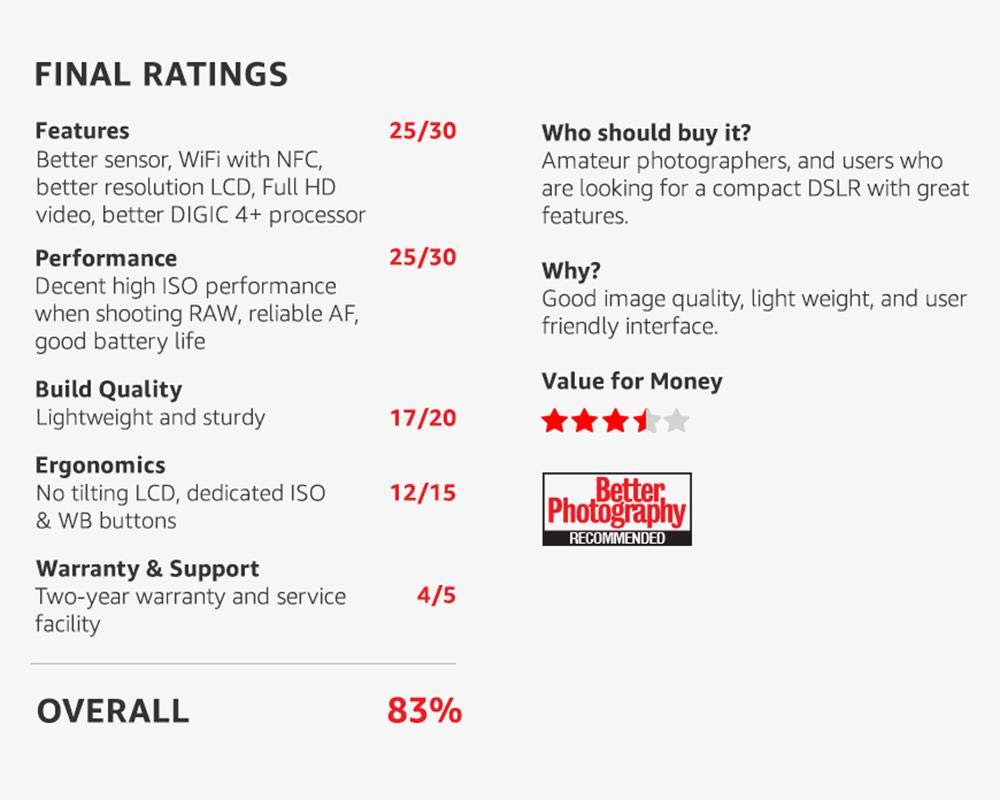 FINAL RATINGS
Features 25/30
Better sensor, WiFi with NFC,
better resolution LCD, Full HD
video, better DIGIC 4+ processor
Performance 25/30
Decent high ISO performance
when shooting RAW, reliable AF,
good battery life
Build Quality
Lightweight and sturdy 17/20
Ergonomics
No tilting LCD, dedicated ISO 12/15
& WB buttons
Warranty & Support
Two-year warranty and service 4/5
facility
OVERALL 83%
Who should buy it?
Amateur photographers, and users who
are looking for a compact DSLR with great
features.
Why?
Good image quality, light weight, and user
friendly interface.
Value for Money
Better
Photography
RECOMMENDED